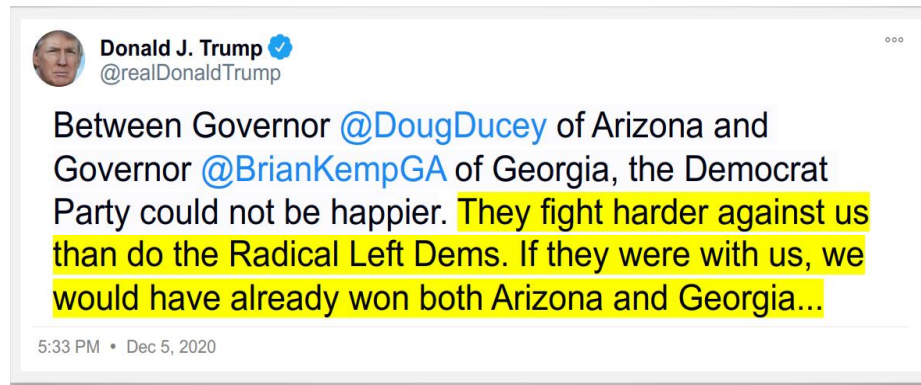 Donald J. Trump
@realDonaldTrump
Between Governor @DougDucey of Arizona and
Governor @BrianKempGA of Georgia, the Democrat
Party could not be happier. They fight harder against us
than do the Radical Left Dems. If they were with us, we
would have already won both Arizona and Georgia...
5:33 PM • Dec 5, 2020